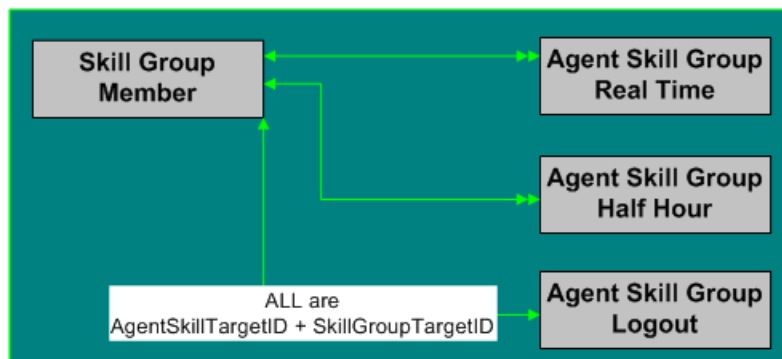 Skill Group
Member
Agent Skill Group
Real Time
Agent Skill Group
Half Hour
ALL are
AgentSkillTargetID + SkillGroupTargetID
Agent Skill Group
Logout